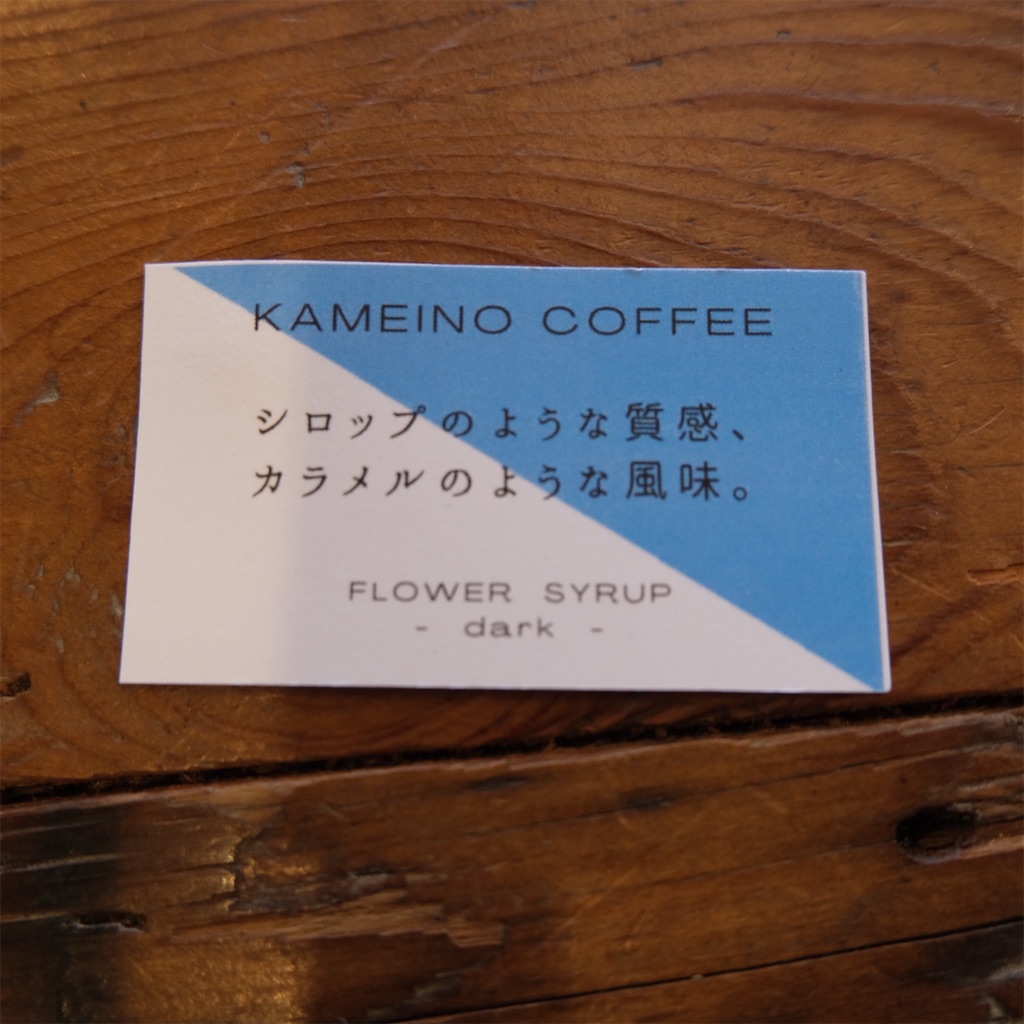 KAMEINO COFFEE
シロップのような質感、
カラメルのような風味。
FLOWER SYRUP
- dark -